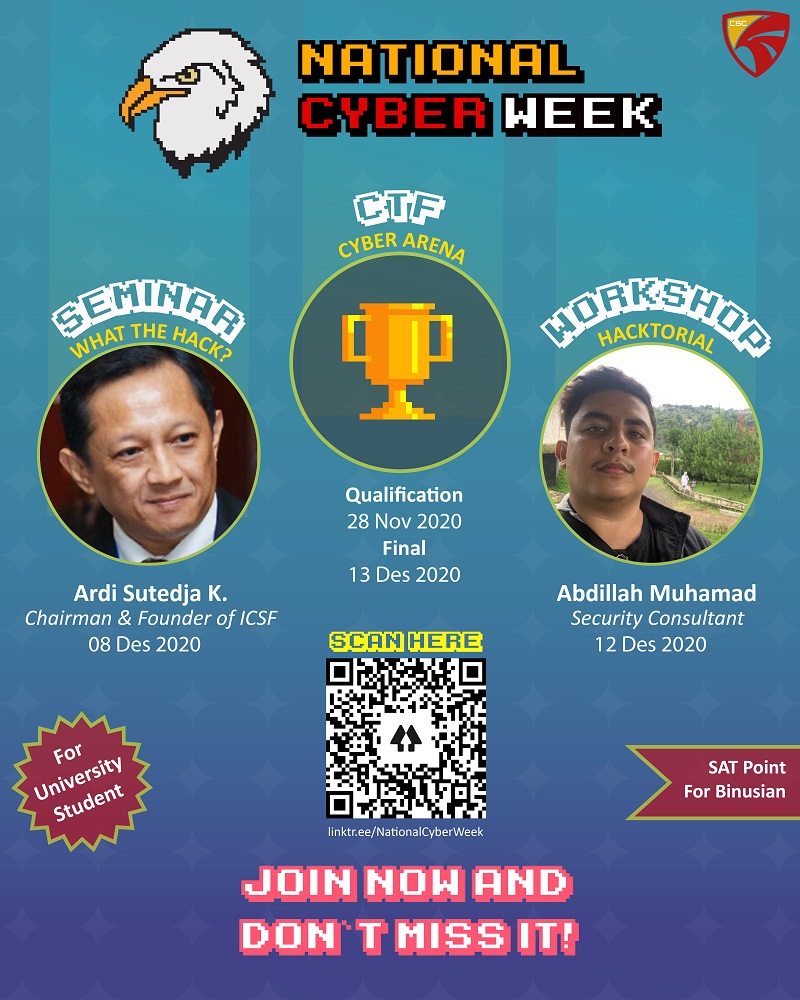 CSC
NATIONAL
CYBER WEEK
CTF
CYBER ARENA
SEMINAR
WHAT THE HACK?
WORKSHOP
HACKTORIAL
Qualification
28 Nov 2020
Final
13 Des 2020
Ardi Sutedja K.
Chairman & Founder of ICSF
08 Des 2020
Abdillah Muhamad
Security Consultant
12 Des 2020
SCAN HERE
linktr.ee/NationalCyberWeek
For
University
Student
SAT Point
For Binusian
JOIN NOW AND
DON`T MISS IT!